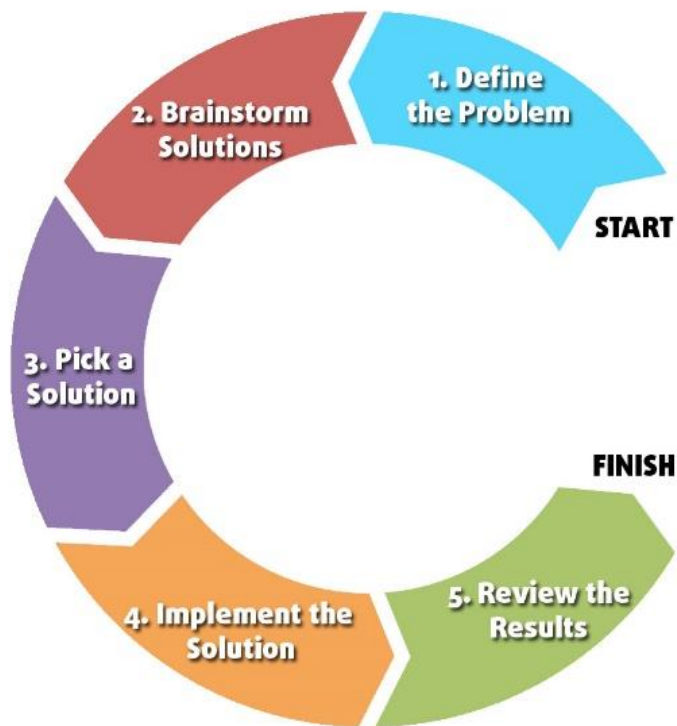 1. Define
the Problem
START
2. Brainstorm
Solutions
3. Pick a
Solution
4. Implement the
Solution
5. Review the
Results
FINISH